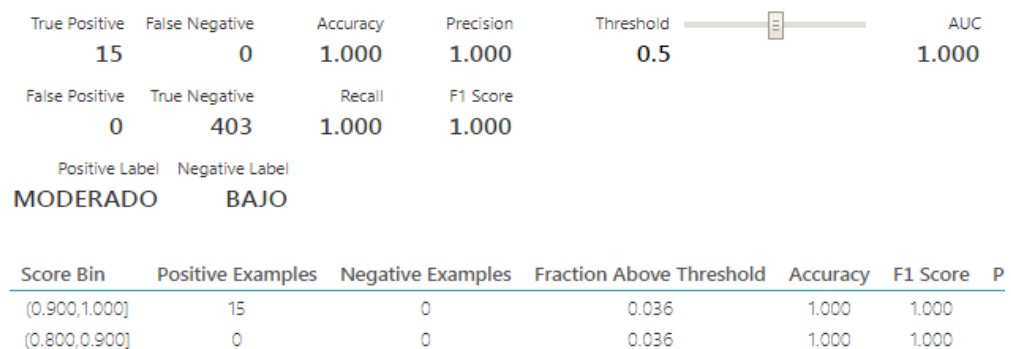 True Positive False Negative Accuracy Precision Threshold AUC
15 0 1.000 1.000 0.5 1.000
False Positive True Negative Recall F1 Score
0 403 1.000 1.000
Positive Label Negative Label
MODERADO BAJO
Score Bin Positive Examples Negative Examples Fraction Above Threshold Accuracy F1 Score P
(0.900,1.000] 15 0 0.036 1.000 1.000
(0.800,0.900] 0 0 0.036 1.000 1.000